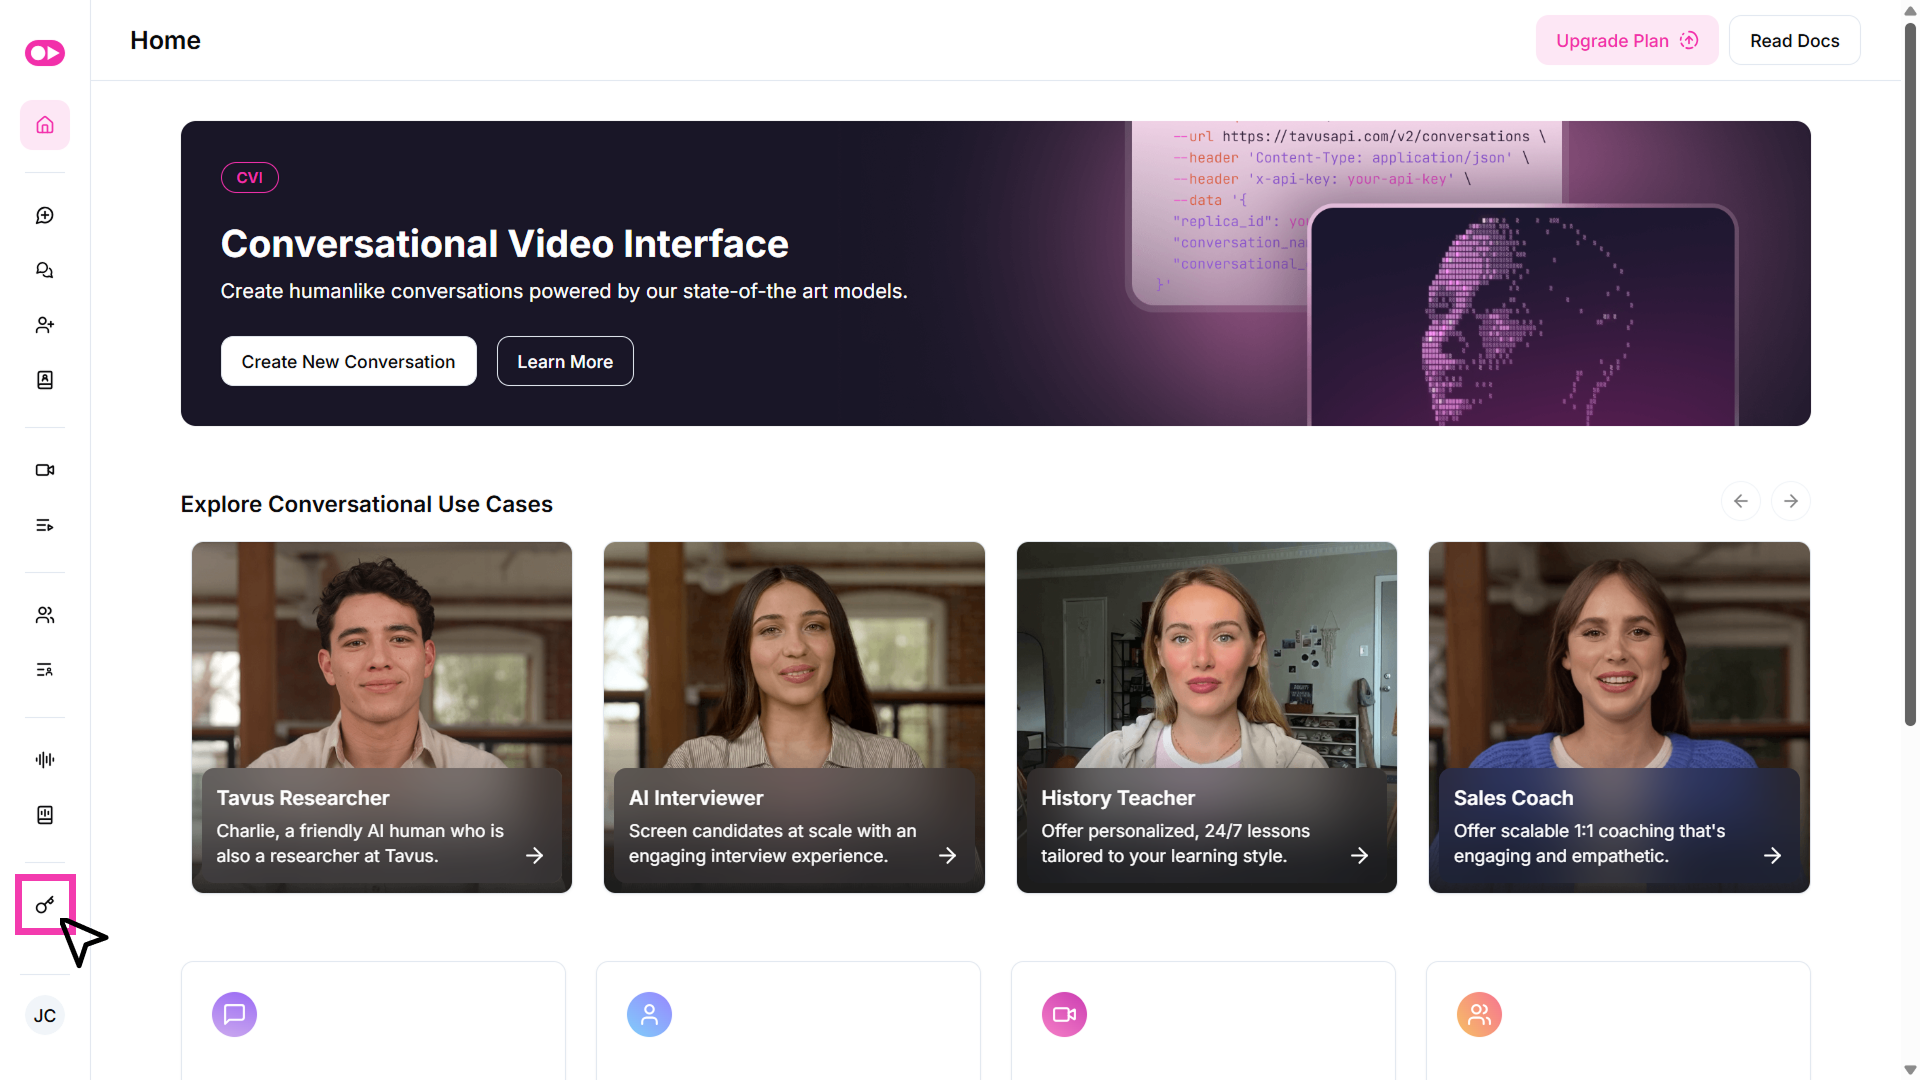 Home
Upgrade Plan
Read Docs
CVI
Conversational Video Interface
Create humanlike conversations powered by our state-of-the art models.
Create New Conversation
Learn More
--url https://tavusapi.com/v2/conversations \
--header 'Content-Type: application/json' \
--header 'x-api-key: your-api-key' \
--data '{
"replica_id":
"conversation_
"conversational_
}'
Explore Conversational Use Cases
Tavus Researcher
Charlie, a friendly AI human who is
also a researcher at Tavus.
AI Interviewer
Screen candidates at scale with an
engaging interview experience.
History Teacher
Offer personalized, 24/7 lessons
tailored to your learning style.
Sales Coach
Offer scalable 1:1 coaching that's
engaging and empathetic.
JC